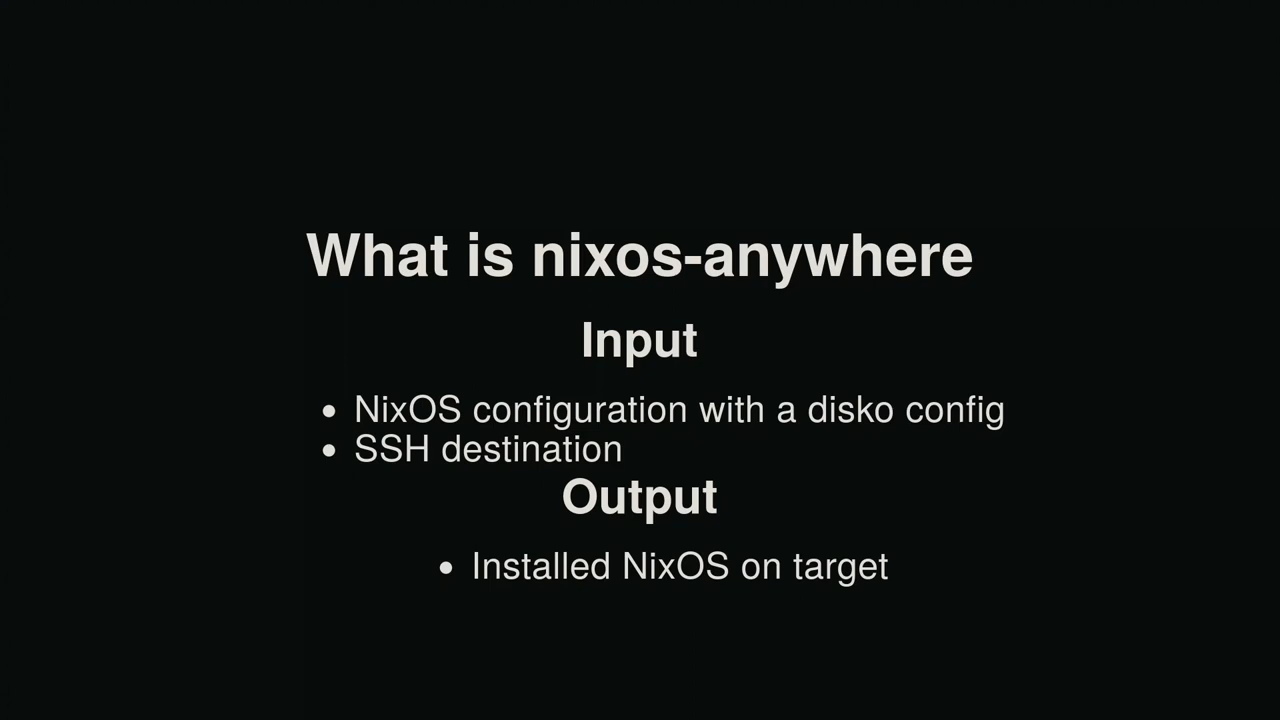 What is nixos-anywhere
Input
• NixOS configuration with a disko config
• SSH destination
Output
• Installed NixOS on target